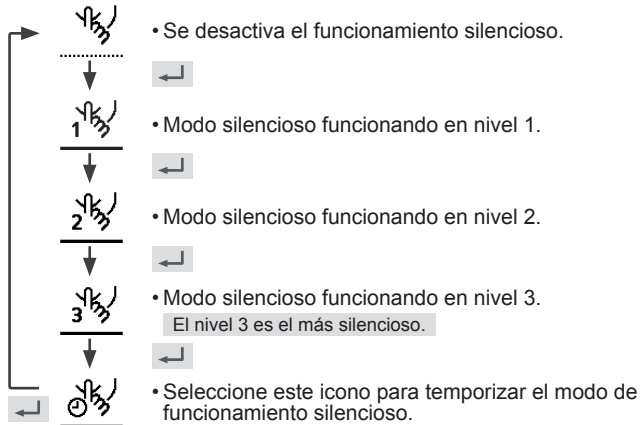 • Se desactiva el funcionamiento silencioso.
1
• Modo silencioso funcionando en nivel 1.
2
• Modo silencioso funcionando en nivel 2.
3
• Modo silencioso funcionando en nivel 3.
El nivel 3 es el más silencioso.
• Seleccione este icono para temporizar el modo de
funcionamiento silencioso.